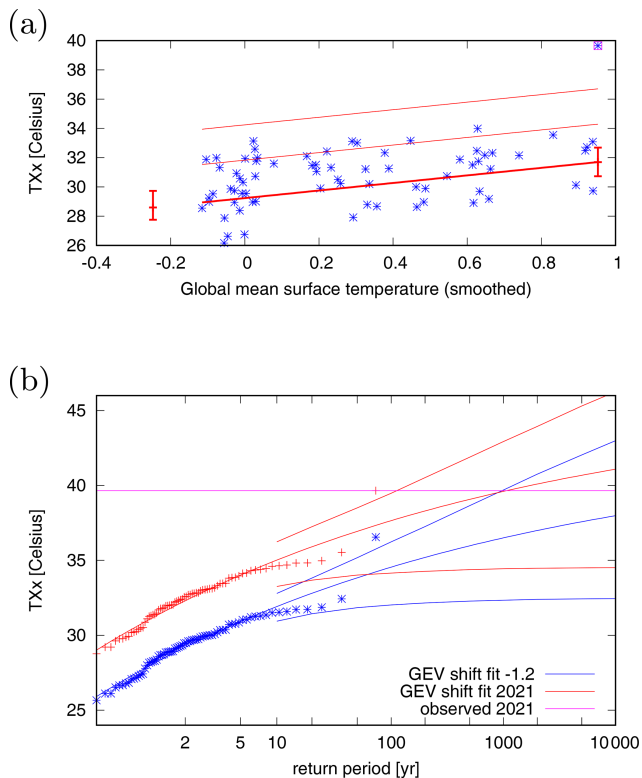 (a)
TXx [Celsius]
40
38
36
34
32
30
28
26
-0.4 -0.2 0 0.2 0.4 0.6 0.8 1
Global mean surface temperature (smoothed)
(b)
TXx [Celsius]
45
40
35
30
25
GEV shift fit -1.2
GEV shift fit 2021
observed 2021
2 5 10 100 1000 10000
return period [yr]